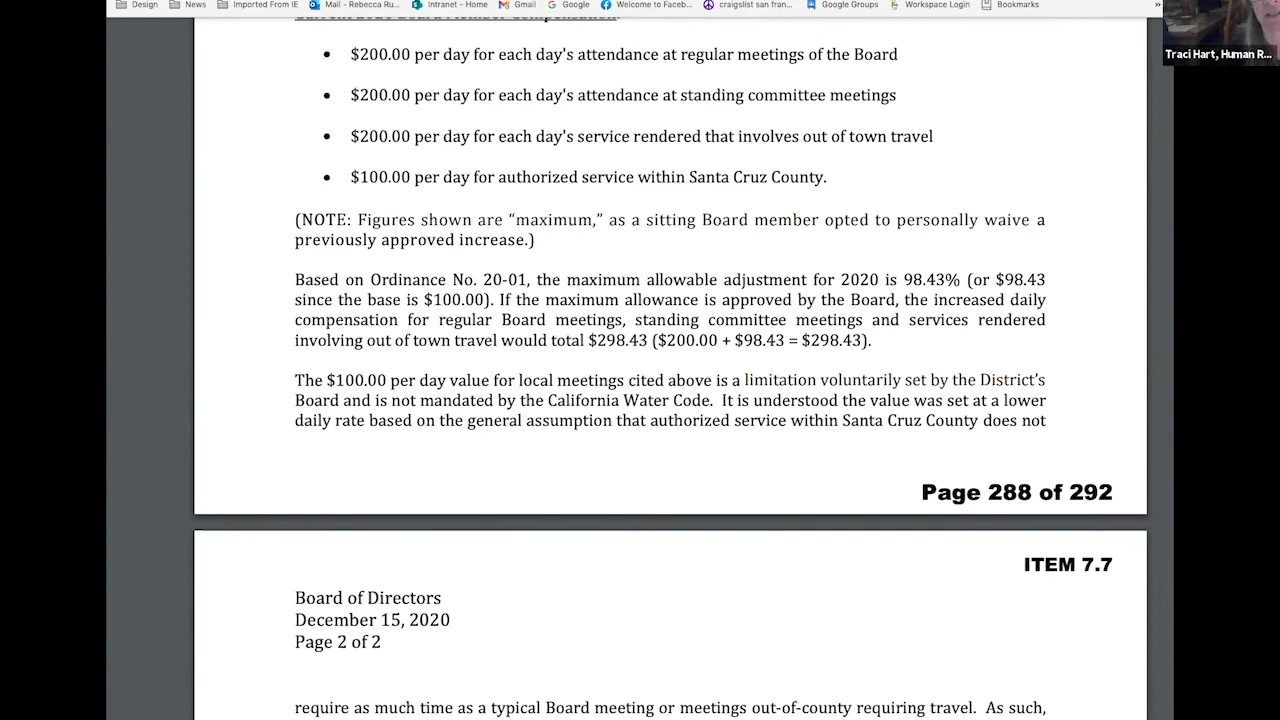 Design News Imported From IE Mail - Rebecca Ru... Intranet - Home Gmail Google Welcome to Faceb... craigslist san fran... Google Groups Workspace Login Bookmarks »
Traci Hart, Human R...
Current 2020 Board Member Compensation:
• $200.00 per day for each day's attendance at regular meetings of the Board
• $200.00 per day for each day's attendance at standing committee meetings
• $200.00 per day for each day's service rendered that involves out of town travel
• $100.00 per day for authorized service within Santa Cruz County.
(NOTE: Figures shown are “maximum,” as a sitting Board member opted to personally waive a
previously approved increase.)
Based on Ordinance No. 20-01, the maximum allowable adjustment for 2020 is 98.43% (or $98.43
since the base is $100.00). If the maximum allowance is approved by the Board, the increased daily
compensation for regular Board meetings, standing committee meetings and services rendered
involving out of town travel would total $298.43 ($200.00 + $98.43 = $298.43).
The $100.00 per day value for local meetings cited above is a limitation voluntarily set by the District’s
Board and is not mandated by the California Water Code. It is understood the value was set at a lower
daily rate based on the general assumption that authorized service within Santa Cruz County does not
Page 288 of 292
ITEM 7.7
Board of Directors
December 15, 2020
Page 2 of 2
require as much time as a typical Board meeting or meetings out-of-county requiring travel. As such,